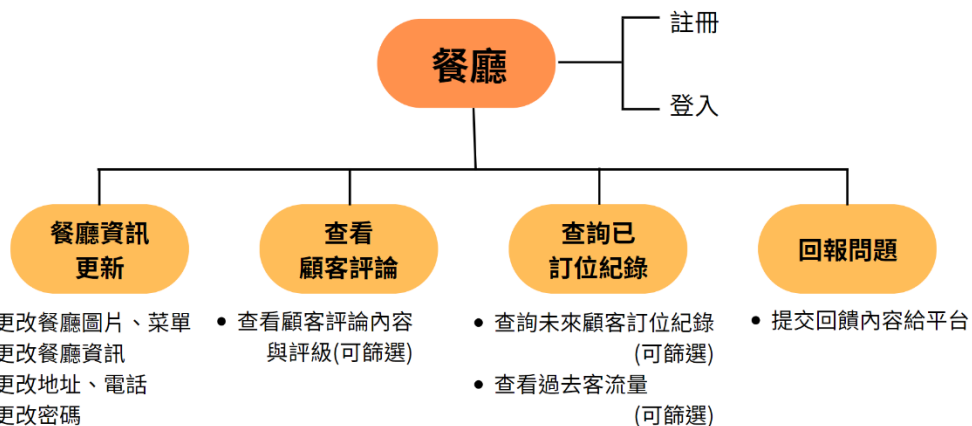 餐廳
註冊
登入
餐廳資訊
更新
更改餐廳圖片、菜單
更改餐廳資訊
更改地址、電話
更改密碼
查看
顧客評論
• 查看顧客評論內容
與評級(可篩選)
查詢已
訂位紀錄
• 查詢未來顧客訂位紀錄
(可篩選)
• 查看過去客流量
(可篩選)
回報問題
• 提交回饋內容給平台